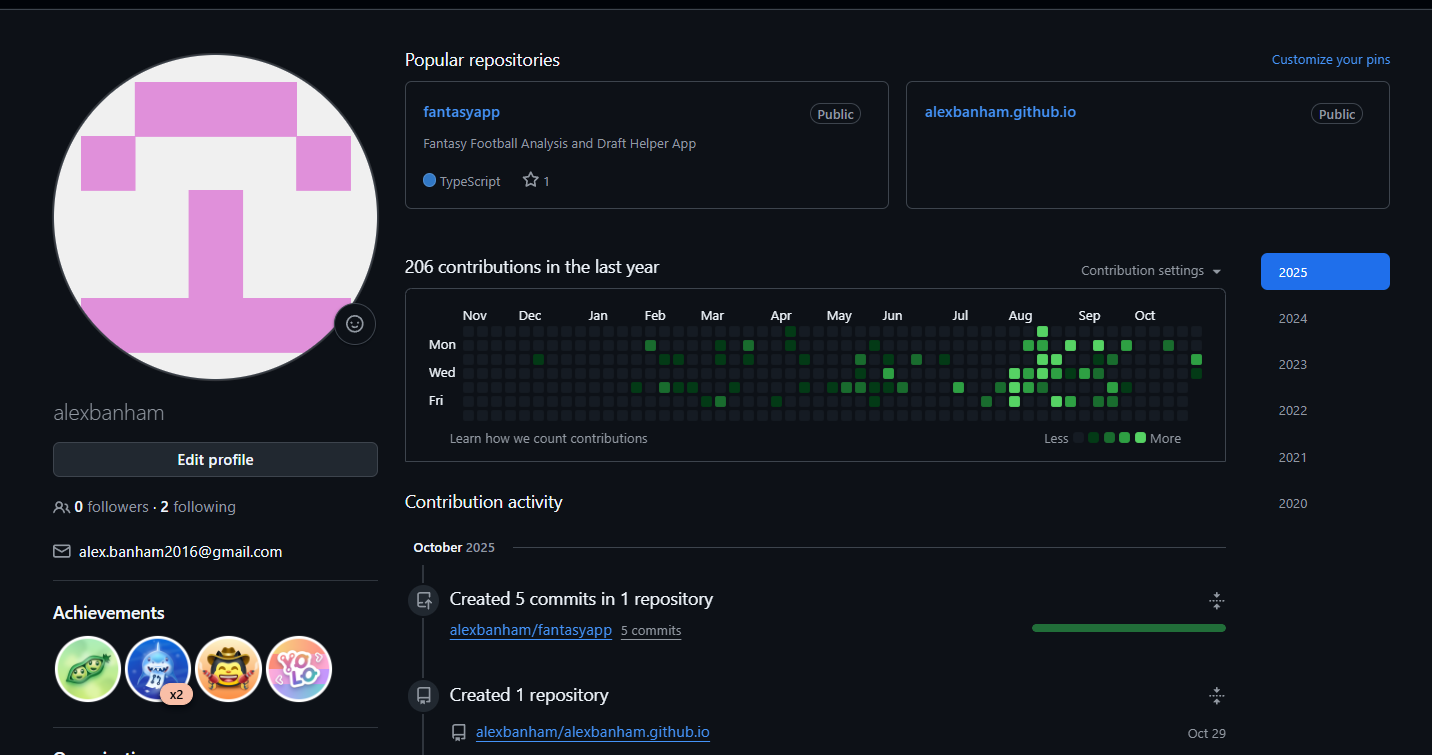 alexbanham
Edit profile
0 followers · 2 following
alex.banham2016@gmail.com
Achievements
x2
YOLO
Popular repositories
Customize your pins
fantasyapp
Public
Fantasy Football Analysis and Draft Helper App
TypeScript
1
alexbanham.github.io
Public
206 contributions in the last year
Contribution settings
Nov Dec Jan Feb Mar Apr May Jun Jul Aug Sep Oct
Mon
Wed
Fri
Learn how we count contributions
Less More
2025
2024
2023
2022
2021
2020
Contribution activity
October 2025
Created 5 commits in 1 repository
alexbanham/fantasyapp 5 commits
Created 1 repository
alexbanham/alexbanham.github.io
Oct 29